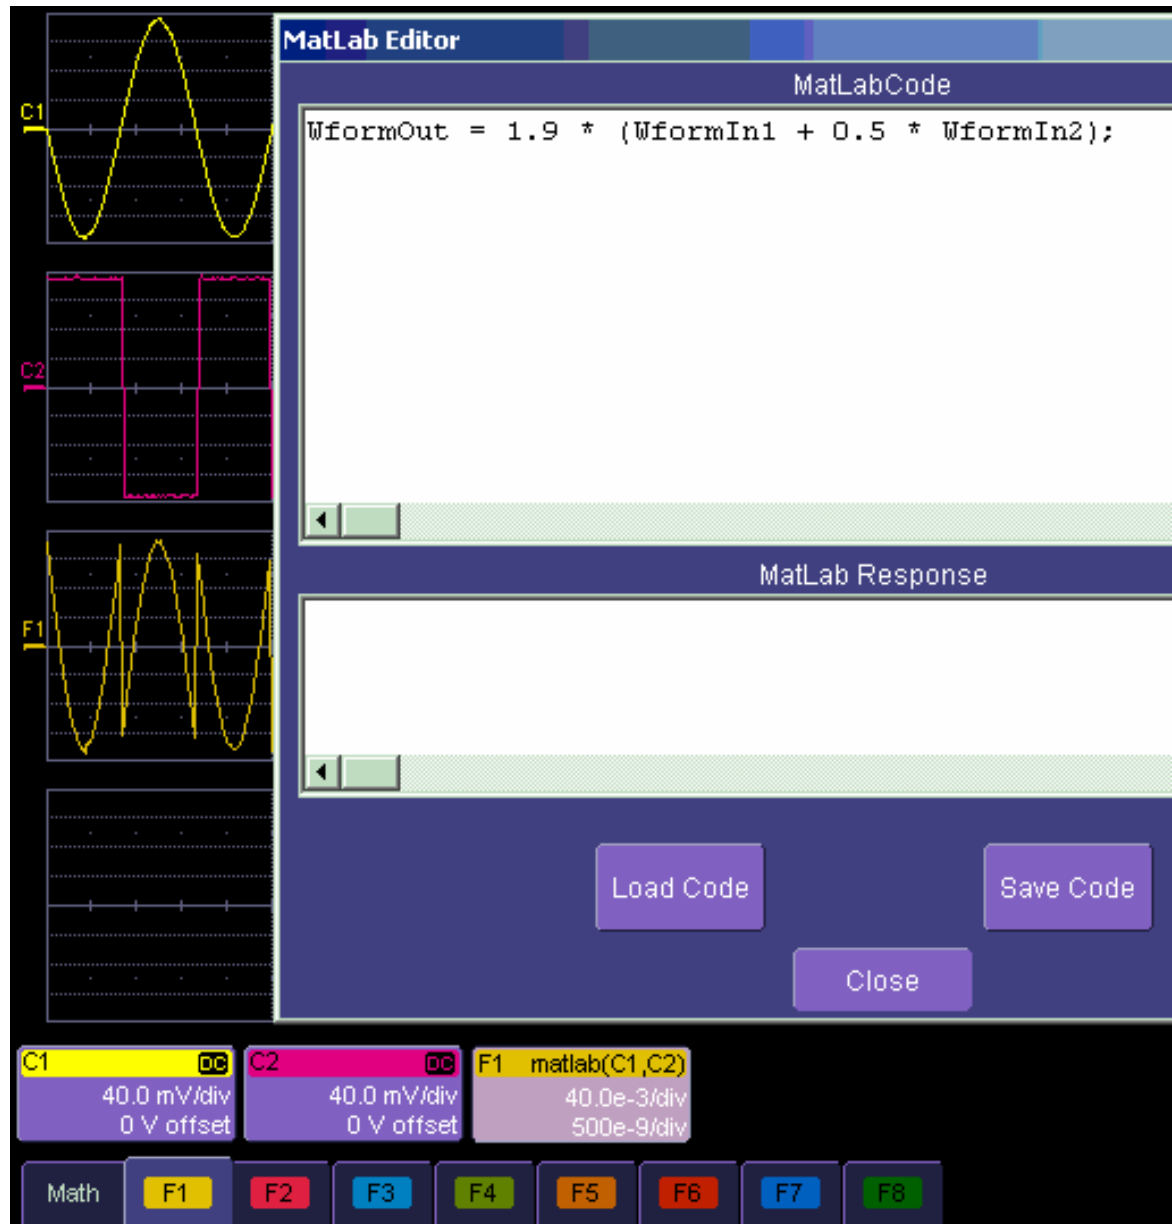 MatLab Editor
MatLabCode
C1
WformOut = 1.9 * (WformIn1 + 0.5 * WformIn2);
C2
MatLab Response
F1
Load Code
Save Code
Close
C1 DC
40.0 mV/div
0 V offset
C2 DC
40.0 mV/div
0 V offset
F1 matlab(C1,C2)
40.0e-3/div
500e-9/div
Math F1 F2 F3 F4 F5 F6 F7 F8